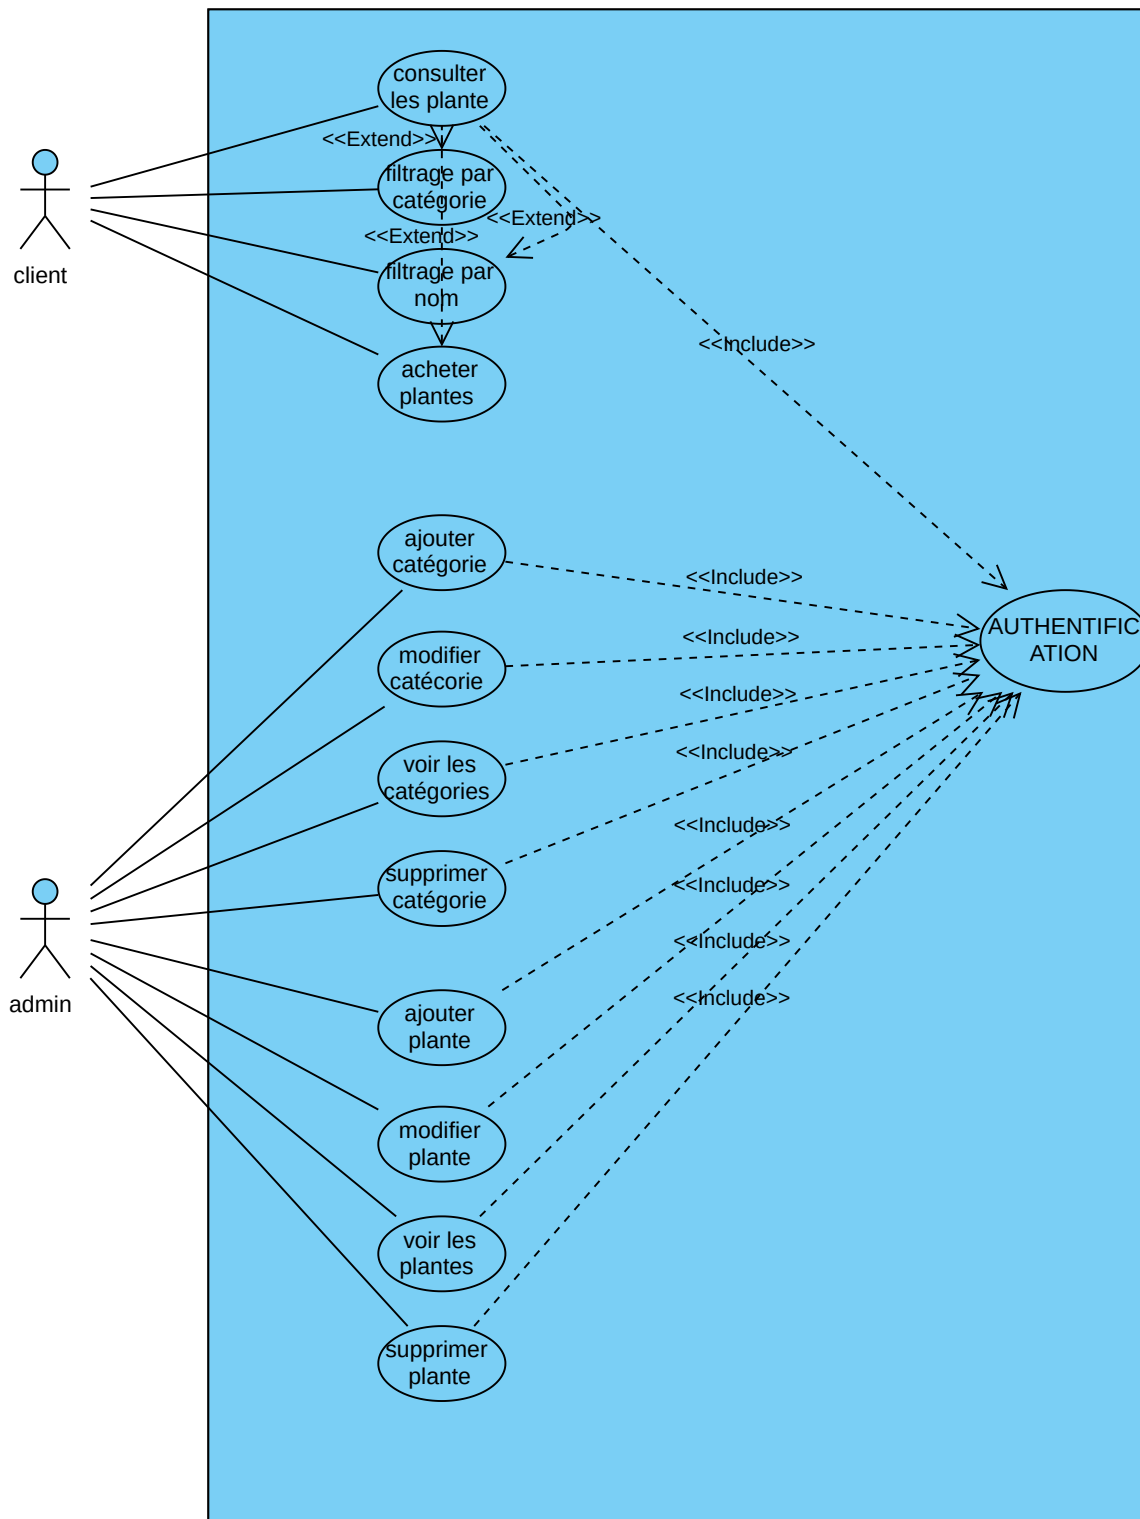 consulter
les plante
<<Extend>>
filtrage par
catégorie
<<Extend>>
<<Extend>>
filtrage par
nom
client
<<Include>>
acheter
plantes
ajouter
catégorie
<<Include>>
AUTHENTIFIC
ATION
<<Include>>
modifier
catécorie
<<Include>>
voir les
catégories
<<Include>>
<<Include>>
supprimer
catégorie
<<Include>>
<<Include>>
<<Include>>
admin
ajouter
plante
modifier
plante
voir les
plantes
supprimer
plante